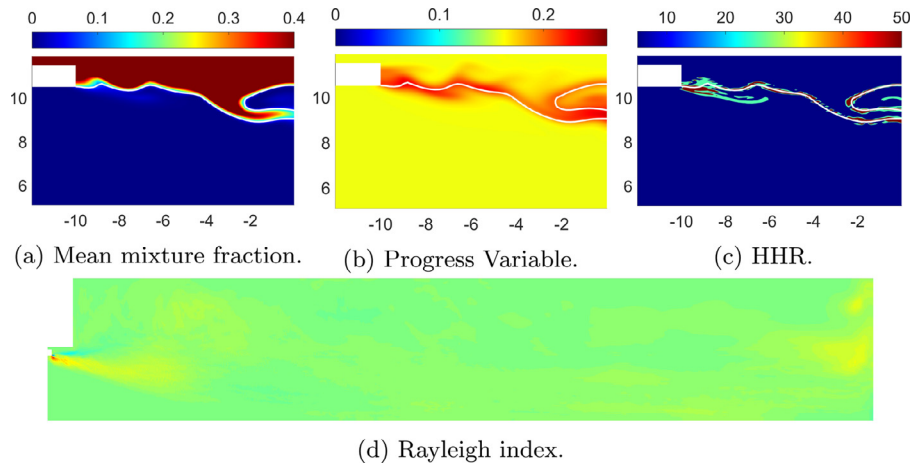 0 0.1 0.2 0.3 0.4
0 0.1 0.2
10 20 30 40 50
10
8
6
-10 -8 -6 -4 -2
(a) Mean mixture fraction.
10
8
6
-10 -8 -6 -4 -2
(b) Progress Variable.
10
8
6
-10 -8 -6 -4 -2
(c) HHR.
(d) Rayleigh index.